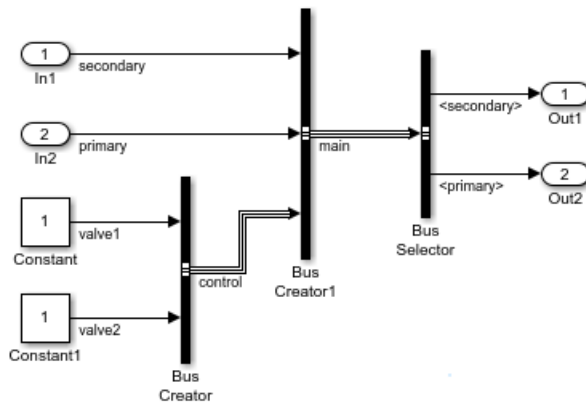 1
In1
secondary
2
In2
primary
1
Constant
valve1
1
Constant1
valve2
Bus
Creator
control
Bus
Creator1
main
Bus
Selector
<secondary>
1
Out1
<primary>
2
Out2